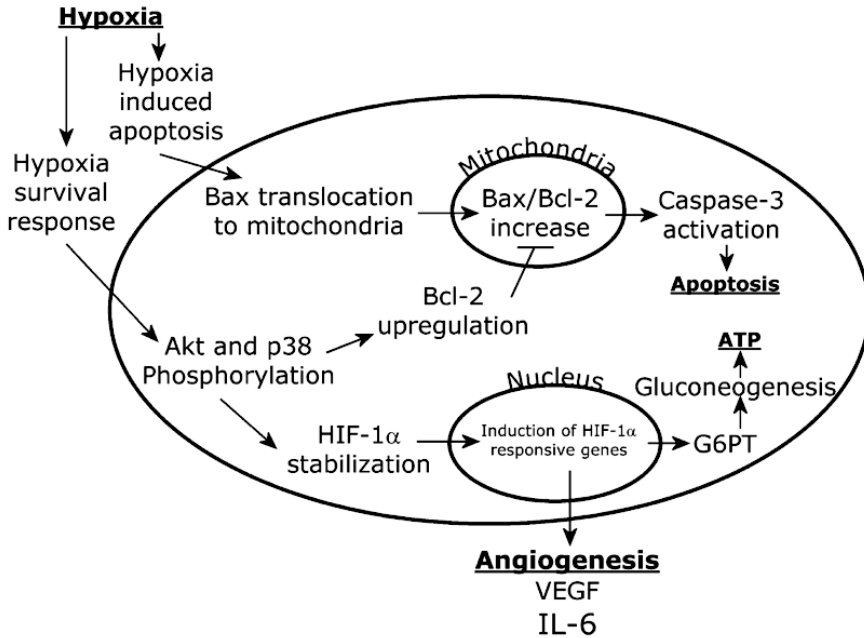 Hypoxia
Hypoxia
induced
apoptosis
Hypoxia
survival
response
Bax translocation
to mitochondria
Mitochondria
Bax/Bcl-2
increase
Caspase-3
activation
Apoptosis
Bcl-2
upregulation
Akt and p38
Phosphorylation
HIF-1α
stabilization
Nucleus
Induction of HIF-1α
responsive genes
G6PT
Gluconeogenesis
ATP
Angiogenesis
VEGF
IL-6